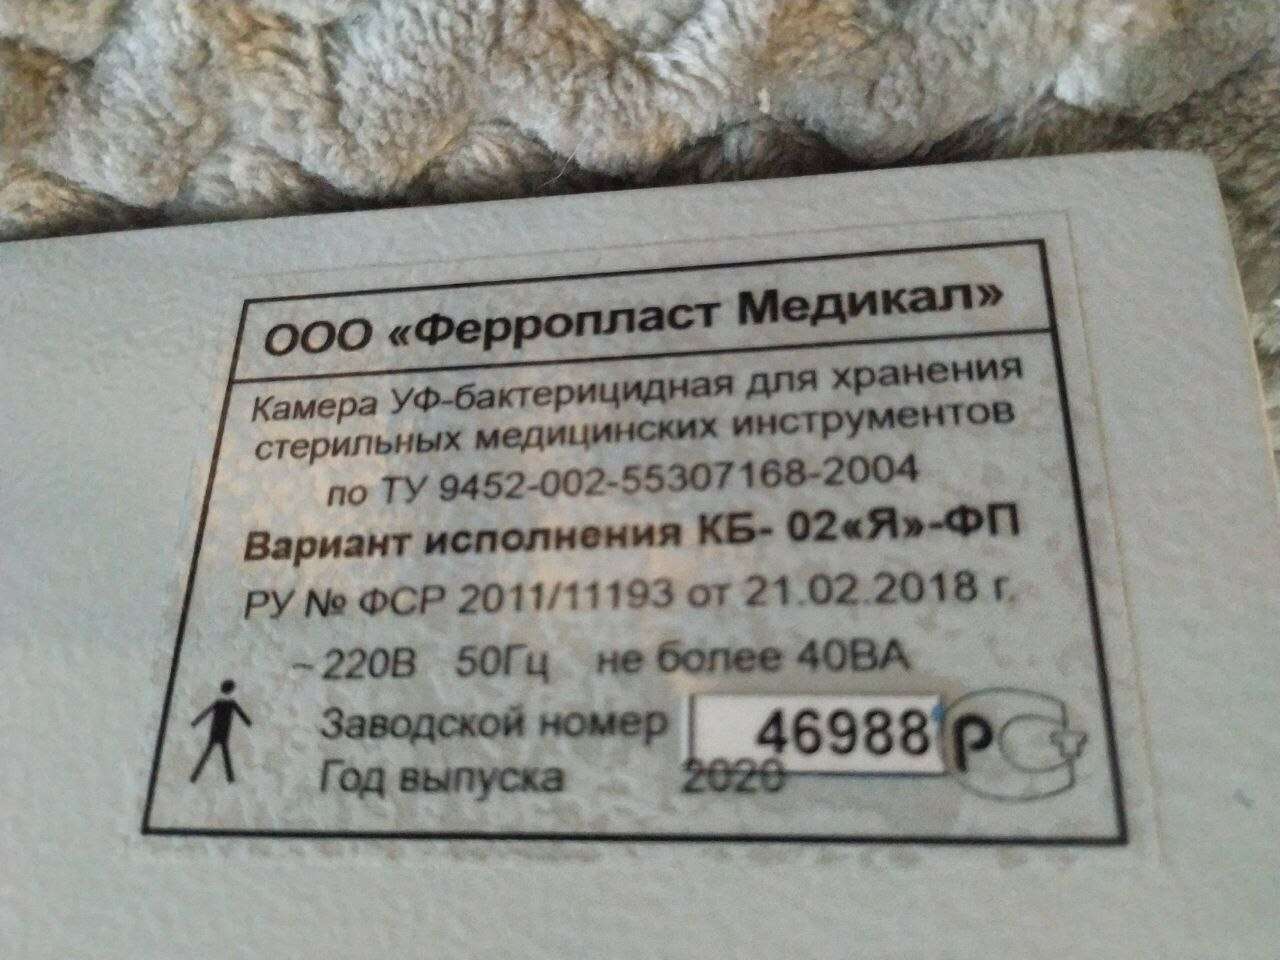 ООО «Ферропласт Медикал»
Камера УФ-бактерицидная для хранения
стерильных медицинских инструментов
по ТУ 9452-002-55307168-2004
Вариант исполнения КБ- 02«Я»-ФП
РУ № ФСР 2011/11193 от 21.02.2018 г.
~220В 50Гц не более 40ВА
Заводской номер 46988
Год выпуска 2020
РСТ